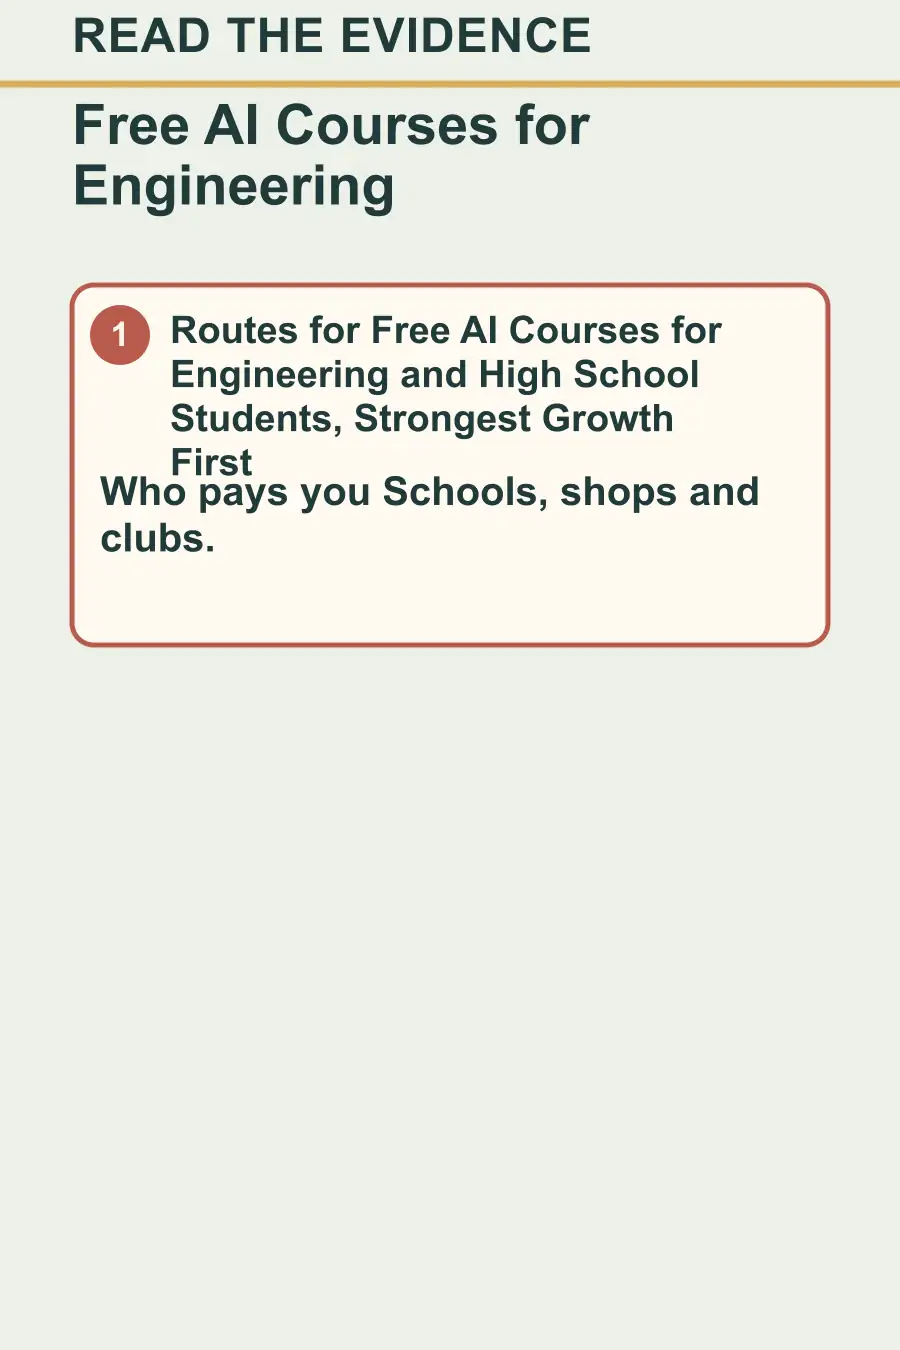 READ THE EVIDENCE
Free AI Courses for
Engineering
1
Routes for Free AI Courses for
Engineering and High School
Students, Strongest Growth
First
Who pays you Schools, shops and
clubs.